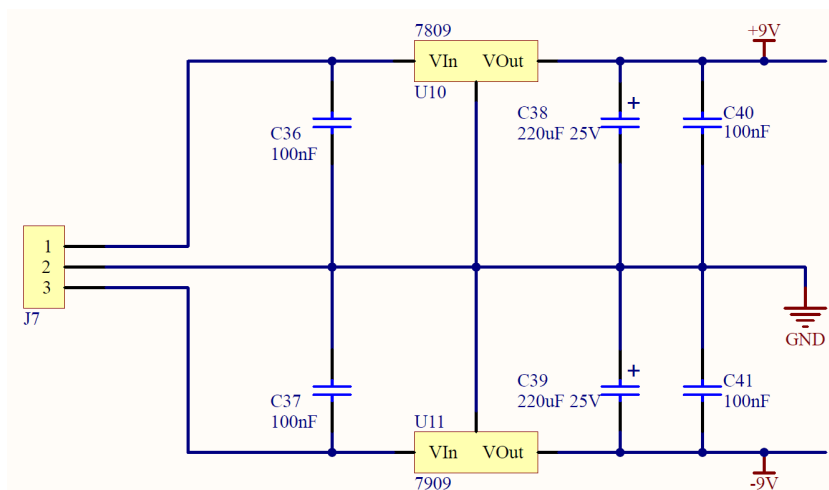 7809
VIn VOut
U10
+9V
C36
100nF
+
C38
220uF 25V
C40
100nF
1
2
3
J7
GND
C37
100nF
+
C39
220uF 25V
C41
100nF
U11
VIn VOut
7909
-9V